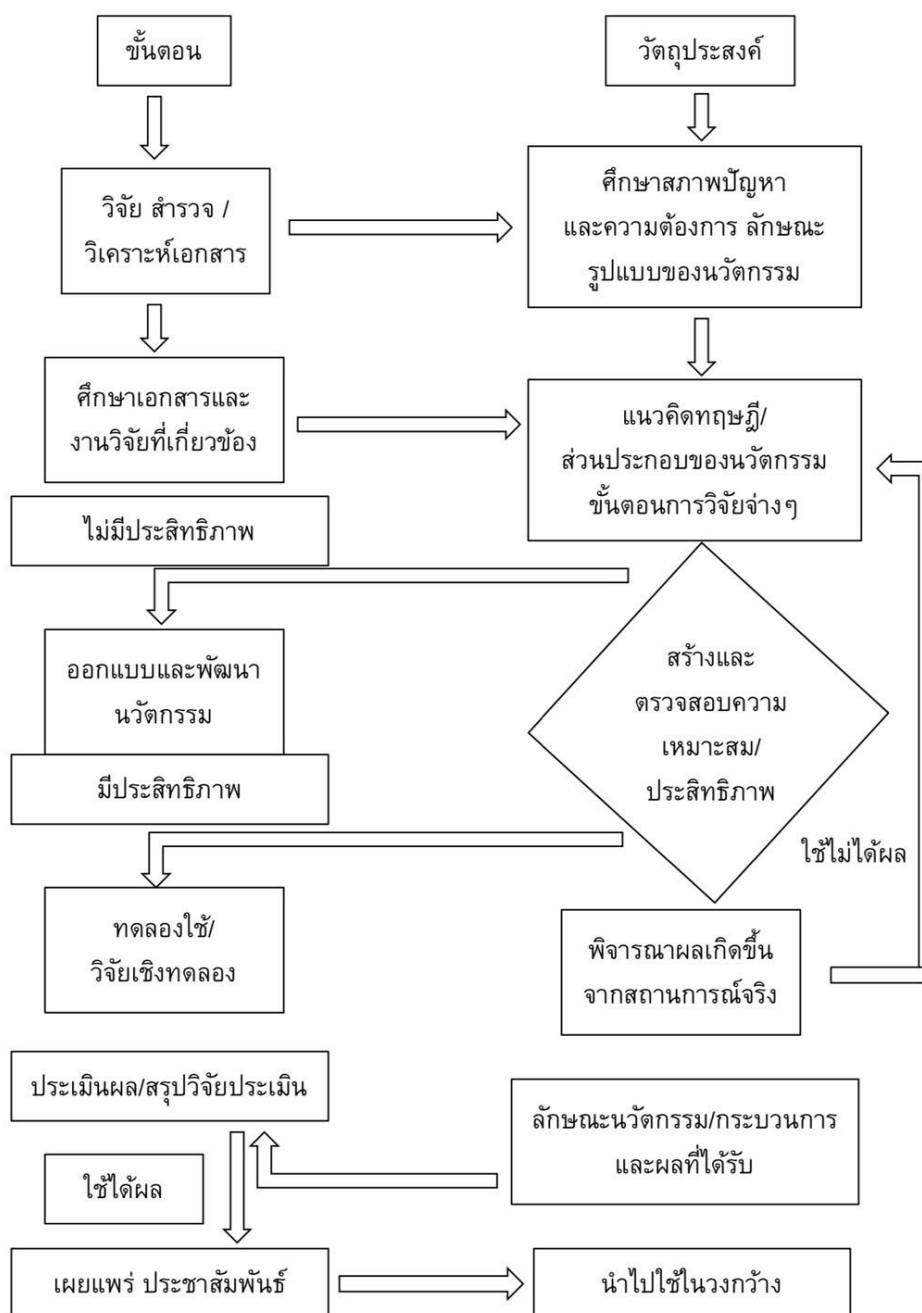 ขั้นตอน
วัตถุประสงค์
วิจัย สำรวจ /
วิเคราะห์เอกสาร
ศึกษาสภาพปัญหา
และความต้องการ ลักษณะ
รูปแบบของนวัตกรรม
ศึกษาเอกสารและ
งานวิจัยที่เกี่ยวข้อง
แนวคิดทฤษฎี/
ส่วนประกอบของนวัตกรรม
ขั้นตอนการวิจัยจ่างๆ
ไม่มีประสิทธิภาพ
ออกแบบและพัฒนา
นวัตกรรม
สร้างและ
ตรวจสอบความ
เหมาะสม/
ประสิทธิภาพ
มีประสิทธิภาพ
ใช้ไม่ได้ผล
ทดลองใช้/
วิจัยเชิงทดลอง
พิจารณาผลเกิดขึ้น
จากสถานการณ์จริง
ประเมินผล/สรุปวิจัยประเมิน
ลักษณะนวัตกรรม/กระบวนการ
และผลที่ได้รับ
ใช้ได้ผล
เผยแพร่ ประชาสัมพันธ์
นำไปใช้ในวงกว้าง